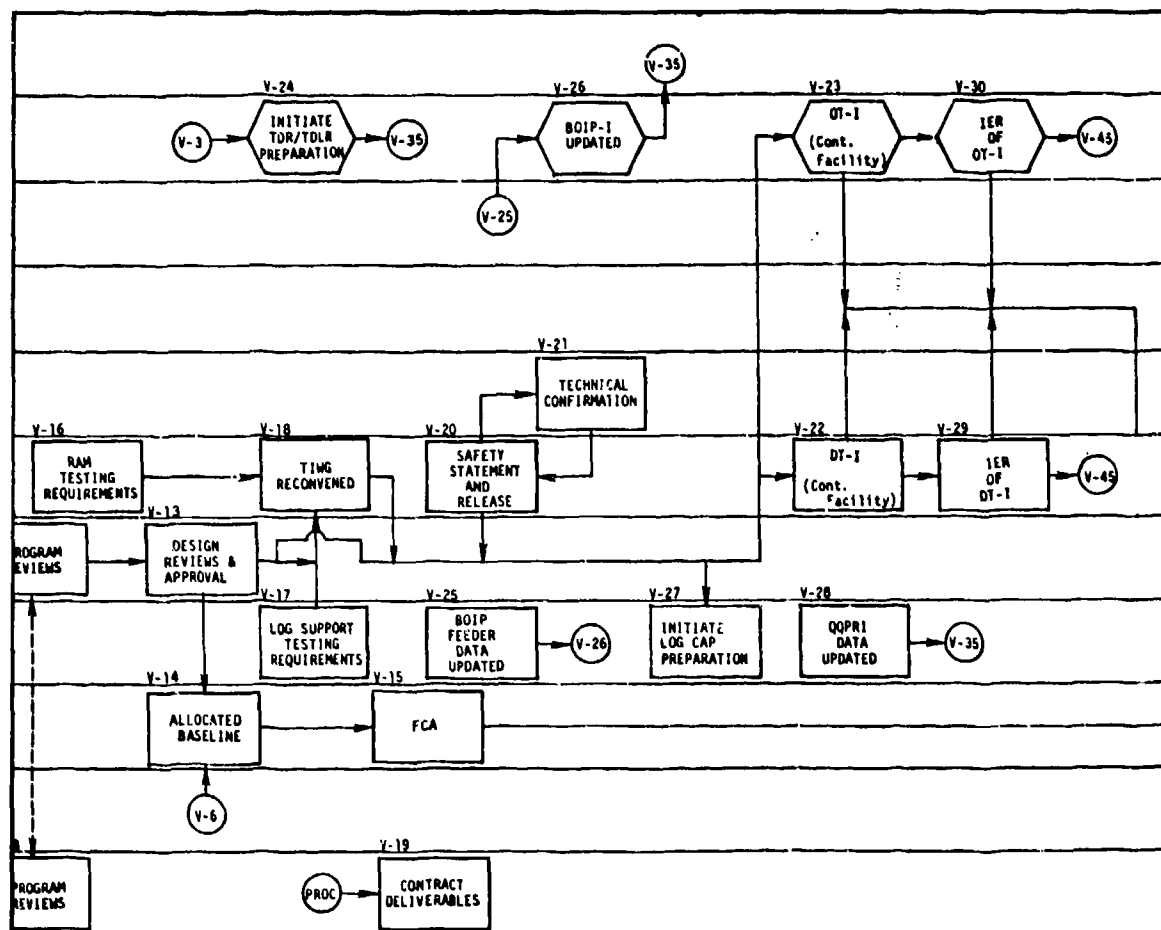 V-35
V-24
V-26
V-23
V-30
V-3
INITIATE
TDR/TDLR
PREPARATION
V-35
BOIP-I
UPDATED
OT-I
(Cont.
Facility)
IER
OF
OT-I
V-45
V-25
V-21
TECHNICAL
CONFIRMATION
V-16
V-18
V-20
V-22
V-29
RAM
TESTING
REQUIREMENTS
TIWG
RECONVENED
SAFETY
STATEMENT
AND
RELEASE
DT-I
(Cont.
Facility)
IER
OF
DT-I
V-45
V-13
ROGRAM
EVIEWS
DESIGN
REVIEWS &
APPROVAL
V-17
V-25
V-27
V-28
LOG SUPPORT
TESTING
REQUIREMENTS
BOIP
FEEDER
DATA
UPDATED
V-26
INITIATE
LOG CAP
PREPARATION
QQPRI
DATA
UPDATED
V-35
V-14
V-15
ALLOCATED
BASELINE
FCA
V-6
V-19
PROGRAM
REVIEWS
PROC
CONTRACT
DELIVERABLES